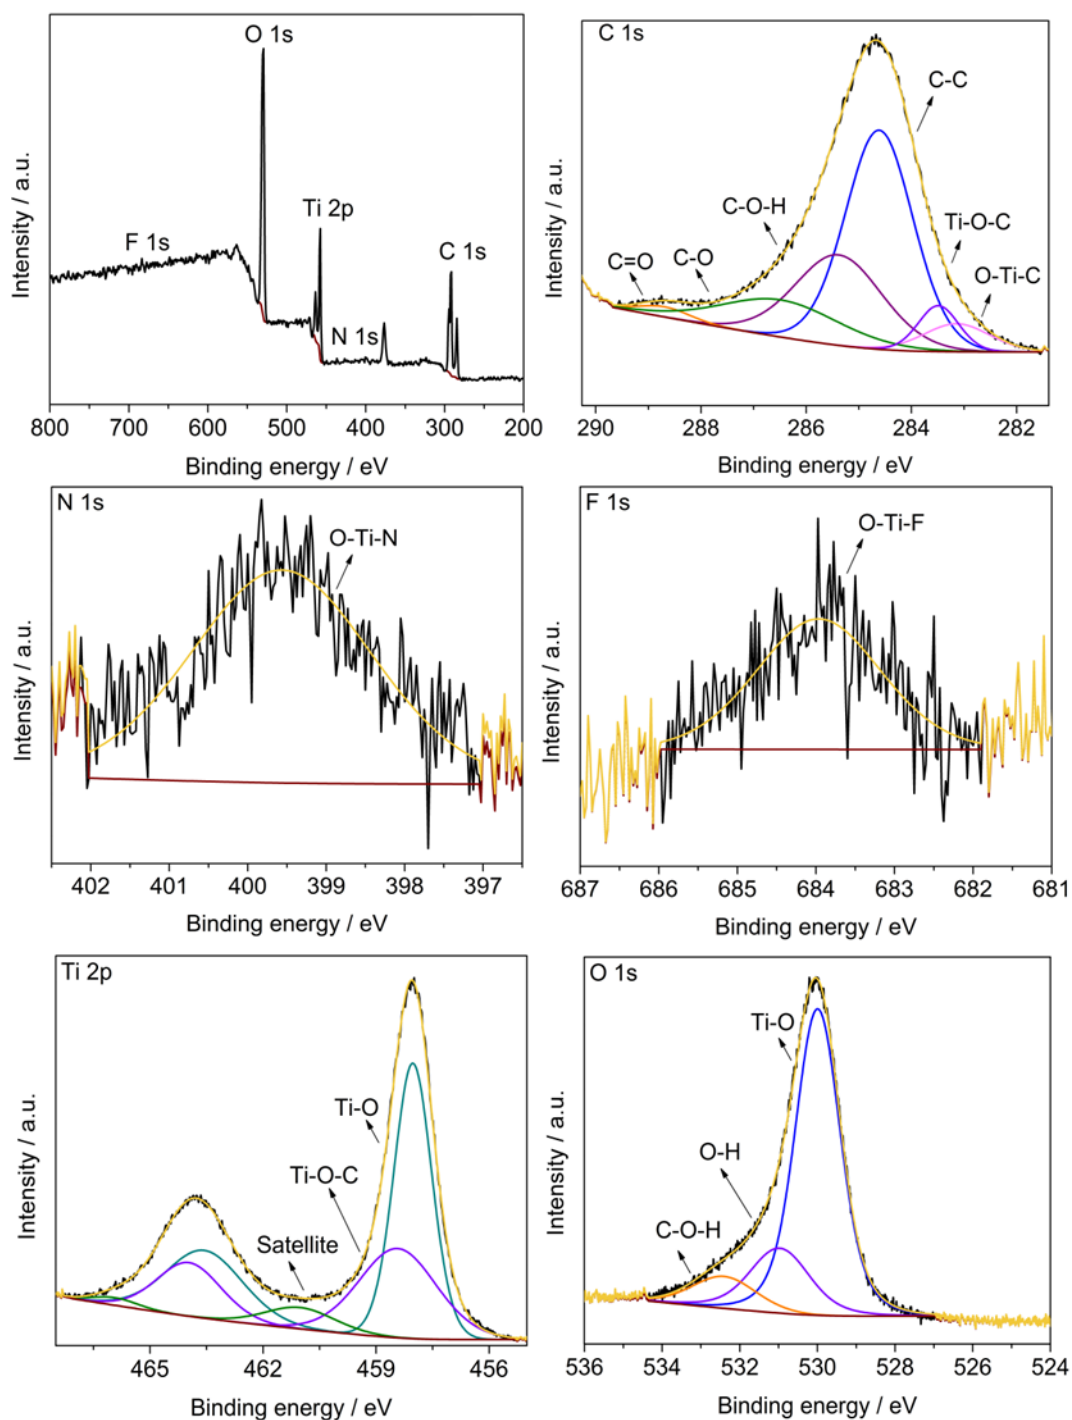 O 1s
Ti 2p
F 1s
C 1s
N 1s
Intensity / a.u.
800 700 600 500 400 300 200
Binding energy / eV
C 1s
C-C
C-O-H
Ti-O-C
C=O
C-O
O-Ti-C
Intensity / a.u.
290 288 286 284 282
Binding energy / eV
N 1s
O-Ti-N
Intensity / a.u.
402 401 400 399 398 397
Binding energy / eV
F 1s
O-Ti-F
Intensity / a.u.
687 686 685 684 683 682 681
Binding energy / eV
Ti 2p
Ti-O
Ti-O-C
Satellite
Intensity / a.u.
465 462 459 456
Binding energy / eV
O 1s
Ti-O
O-H
C-O-H
Intensity / a.u.
536 534 532 530 528 526 524
Binding energy / eV